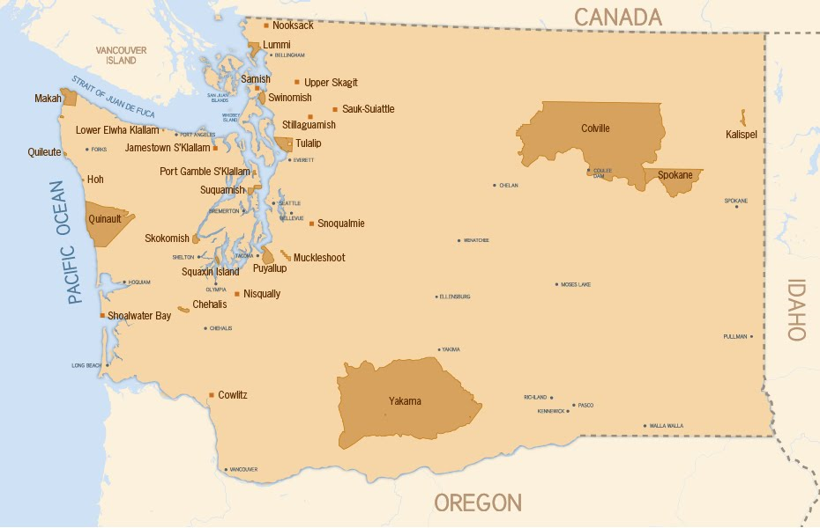 CANADA
Nooksack
VANCOUVER
ISLAND
Lummi
BELLINGHAM
Samish
STRAIT OF JUAN DE FUCA
Upper Skagit
SAN JUAN
ISLANDS
Makah
Swinomish
Sauk-Suiattle
WHIDBEY
ISLAND
Stillaguamish
Lower Elwha Klallam
PORT ANGELES
Colville
Kalispel
Jamestown S'Klallam
Tulalip
Quileute
FORKS
EVERETT
Port Gamble S'Klallam
COULEE
DAM
Spokane
Hoh
CHELAN
Suquamish
SEATTLE
SPOKANE
PACIFIC OCEAN
Quinault
BREMERTON
BELLEVUE
Snoqualmie
Skokomish
WENATCHEE
SHELTON
TACOMA
Muckleshoot
Puyallup
Squaxin Island
HOQUIAM
OLYMPIA
MOSES LAKE
Nisqually
ELLENSBURG
IDAHO
Chehalis
Shoalwater Bay
CHEHALIS
PULLMAN
YAKIMA
LONG BEACH
Cowlitz
Yakama
RICHLAND
PASCO
KENNEWICK
WALLA WALLA
VANCOUVER
OREGON